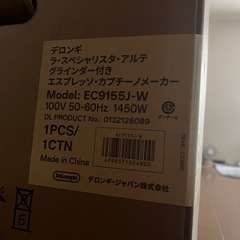 デロンギ
ラ・スペシャリスタ・アルテ
グラインダー付き
エスプレッソ・カプチーノメーカー
Model: EC9155J-W
100V 50-60Hz 1450W
DL PRODUCT No.: 0132126089
1PCS/
1CTN
Made in China
EC9155J-W
DeLonghi
デロンギ・ジャパン株式会社